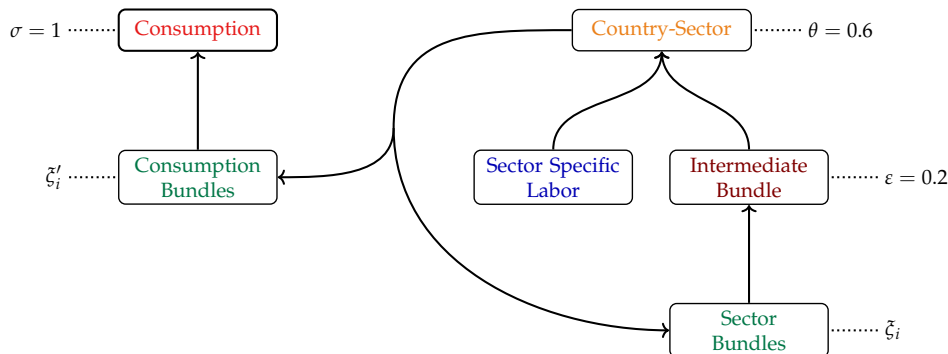 σ = 1
Consumption
Country-Sector
θ = 0.6
ξ′ᵢ
Consumption
Bundles
Sector Specific
Labor
Intermediate
Bundle
ε = 0.2
Sector
Bundles
ξᵢ